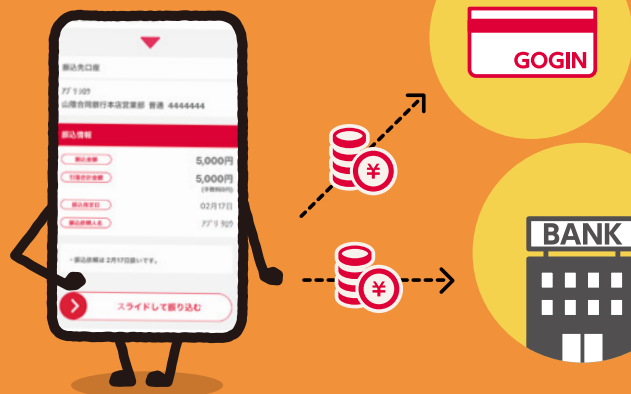 振込先口座
アプリ タロウ
山陰合同銀行本店営業部 普通 4444444
振込情報
振込金額 5,000円
引落合計金額 5,000円
(手数料0円)
振込指定日 02月17日
振込依頼人名 アプリ タロウ
・振込依頼は 2月17日扱いです。
スライドして振り込む
GOGIN
¥
¥
BANK